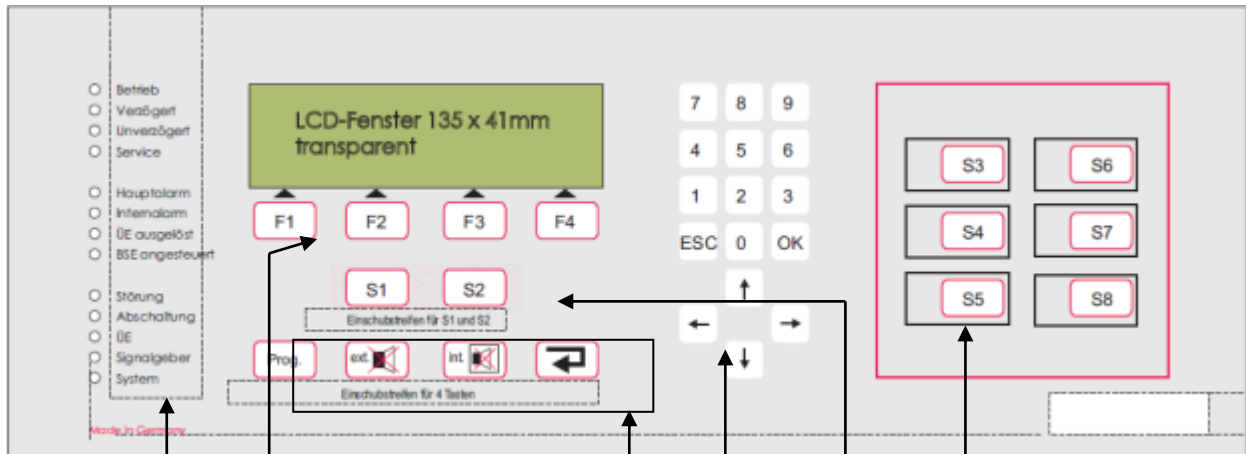 Betrieb
Verzögert
Unverzögert
Service
Hauptalarm
Internalarm
ÜE ausgelöst
BSE angesteuert
Störung
Abschaltung
ÜE
Signalgeber
System
Made in Germany
LCD-Fenster 135 x 41mm
transparent
F1 F2 F3 F4
S1 S2
Einschubstreifen für S1 und S2
Prog. ext. int.
Einschubstreifen für 4 Tasten
7 8 9
4 5 6
1 2 3
ESC 0 OK
↑
← →
↓
S3 S6
S4 S7
S5 S8